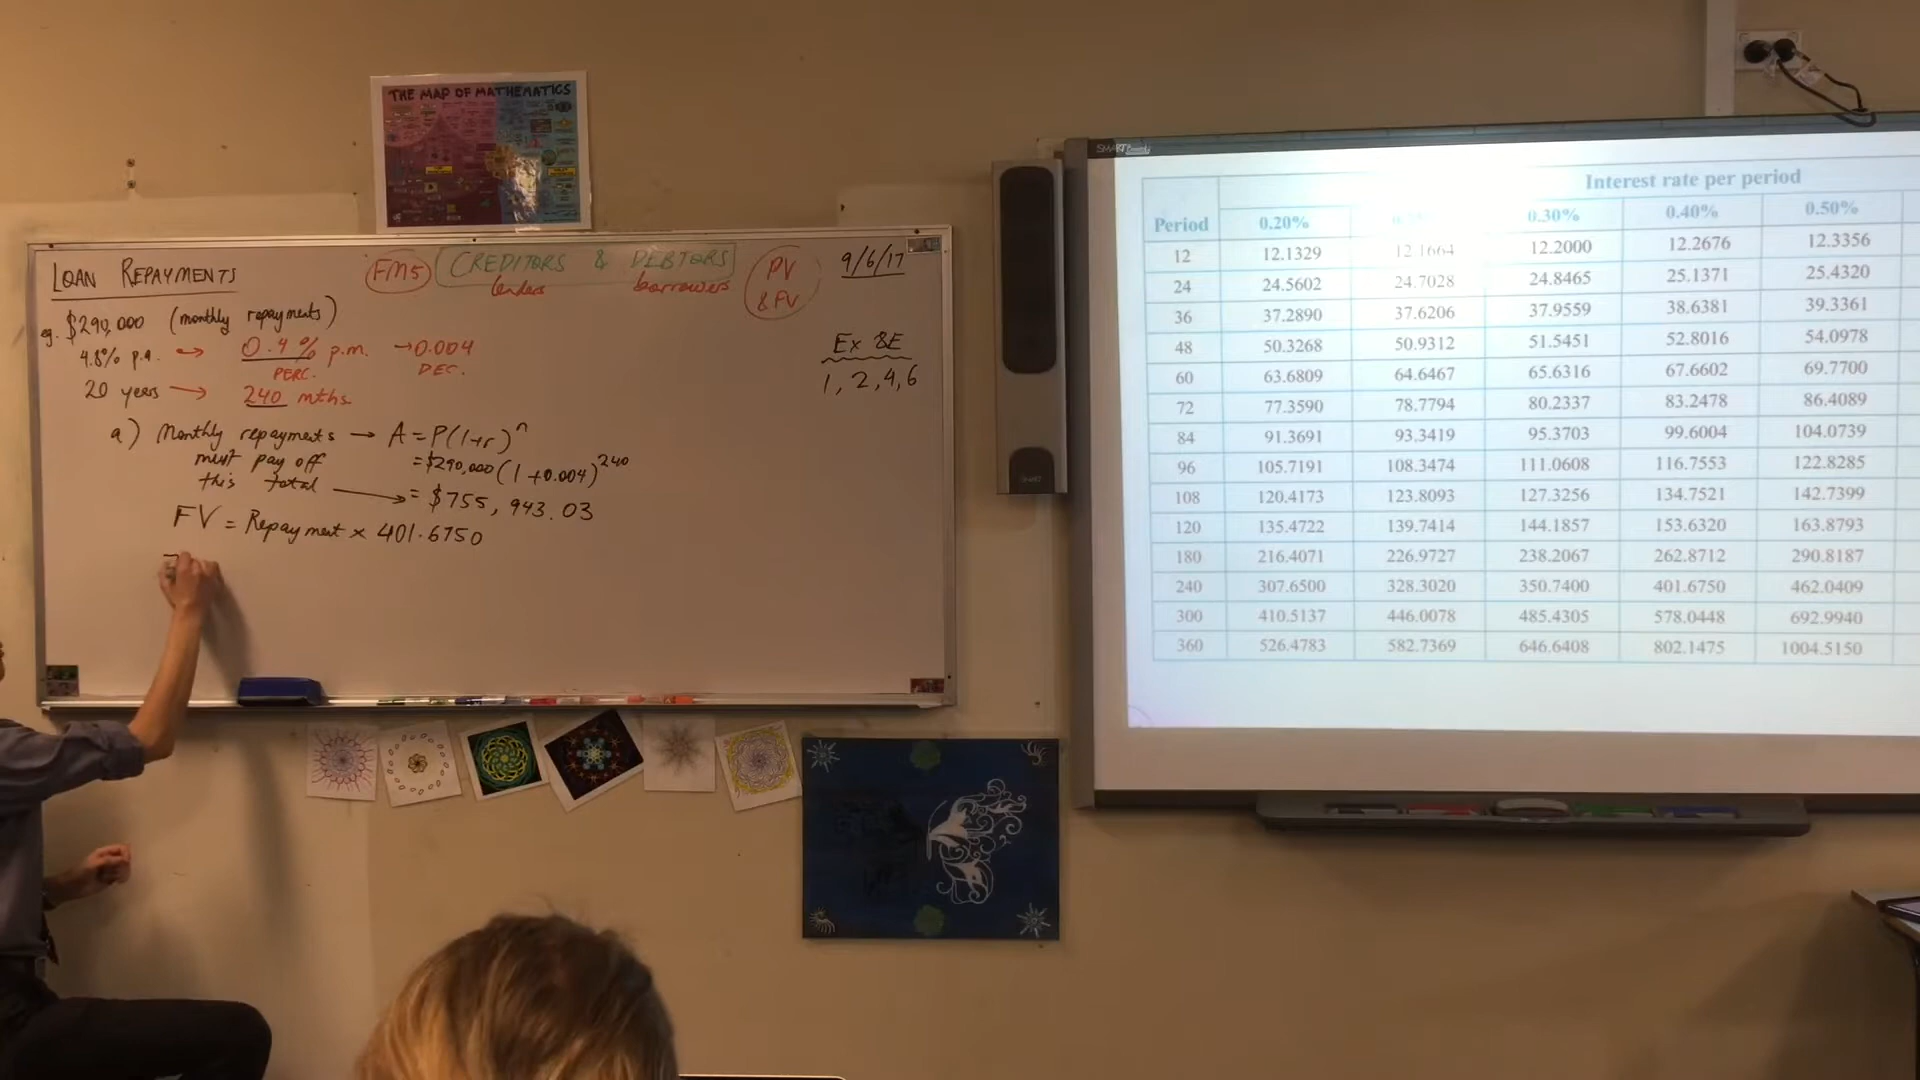 THE MAP OF MATHEMATICS
LOAN REPAYMENTS
FM5
CREDITORS & DEBTORS
lenders borrowers
PV
& FV
9/6/17
eg. $290,000 (monthly repayments)
4.8% p.a. → 0.4% p.m. → 0.004
PERC. DEC.
20 years → 240 mths.
Ex 8E
1, 2, 4, 6
a) Monthly repayments → A = P(1+r)^n
must pay off = $290,000 (1 + 0.004)^240
this total → = $755,943.03
FV = Repayment × 401.6750
SMART Board
Interest rate per period
Period 0.20% 0.30% 0.40% 0.50%
12 12.1329 12.1664 12.2000 12.2676 12.3356
24 24.5602 24.7028 24.8465 25.1371 25.4320
36 37.2890 37.6206 37.9559 38.6381 39.3361
48 50.3268 50.9312 51.5451 52.8016 54.0978
60 63.6809 64.6467 65.6316 67.6602 69.7700
72 77.3590 78.7794 80.2337 83.2478 86.4089
84 91.3691 93.3419 95.3703 99.6004 104.0739
96 105.7191 108.3474 111.0608 116.7553 122.8285
108 120.4173 123.8093 127.3256 134.7521 142.7399
120 135.4722 139.7414 144.1857 153.6320 163.8793
180 216.4071 226.9727 238.2067 262.8712 290.8187
240 307.6500 328.3020 350.7400 401.6750 462.0409
300 410.5137 446.0078 485.4305 578.0448 692.9940
360 526.4783 582.7369 646.6408 802.1475 1004.5150